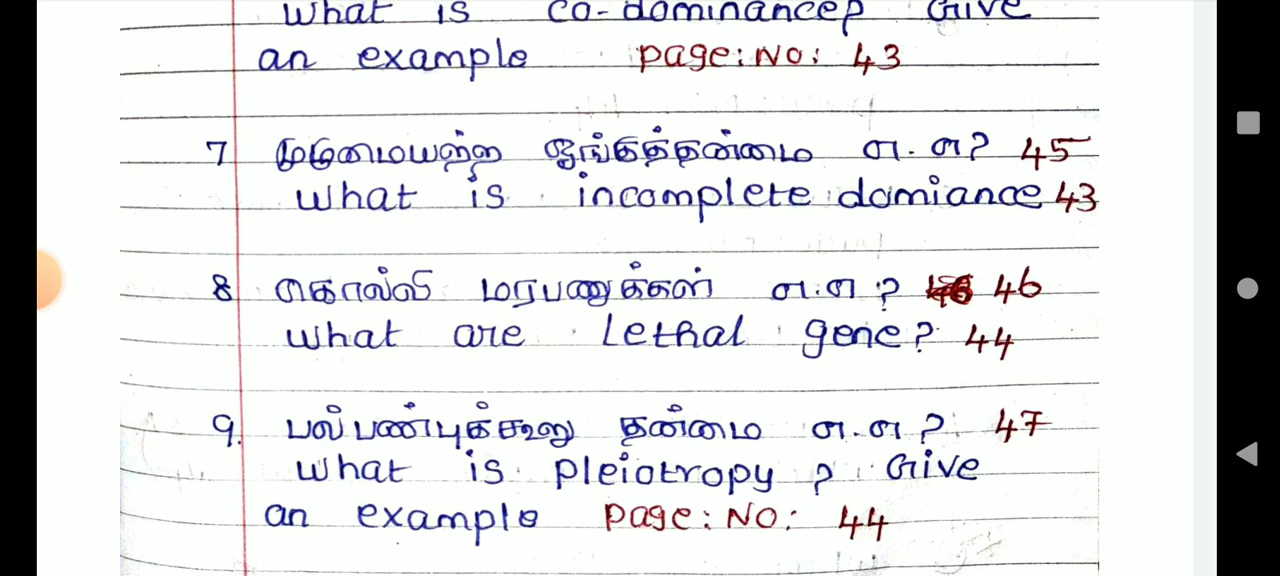 What is co-dominance? Give
an example page: No: 43
7 முழுமையற்ற ஓங்குத்தன்மை எ.எ? 45
What is incomplete domiance 43
8 கொல்லி மரபணுக்கள் எ.எ? 46
What are lethal gene? 44
9. பல்பண்புக்கூறு தன்மை எ.எ? 47
What is pleiotropy? Give
an example page: No: 44